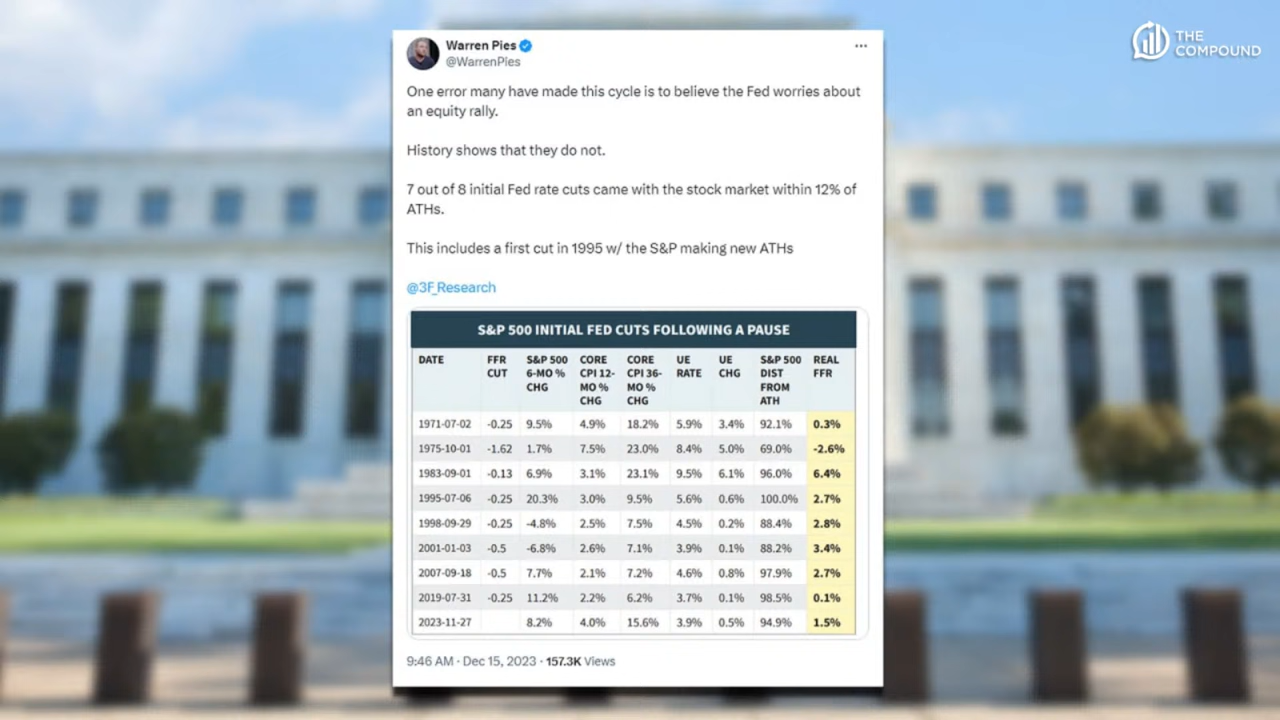 THE
COMPOUND
Warren Pies
@WarrenPies
One error many have made this cycle is to believe the Fed worries about
an equity rally.
History shows that they do not.
7 out of 8 initial Fed rate cuts came with the stock market within 12% of
ATHs.
This includes a first cut in 1995 w/ the S&P making new ATHs
@3F_Research
S&P 500 INITIAL FED CUTS FOLLOWING A PAUSE
DATE FFR CUT S&P 500 6-MO % CHG CORE CPI 12-MO % CHG CORE CPI 36-MO % CHG UE RATE UE CHG S&P 500 DIST FROM ATH REAL FFR
1971-07-02 -0.25 9.5% 4.9% 18.2% 5.9% 3.4% 92.1% 0.3%
1975-10-01 -1.62 1.7% 7.5% 23.0% 8.4% 5.0% 69.0% -2.6%
1983-09-01 -0.13 6.9% 3.1% 23.1% 9.5% 6.1% 96.0% 6.4%
1995-07-06 -0.25 20.3% 3.0% 9.5% 5.6% 0.6% 100.0% 2.7%
1998-09-29 -0.25 -4.8% 2.5% 7.5% 4.5% 0.2% 88.4% 2.8%
2001-01-03 -0.5 -6.8% 2.6% 7.1% 3.9% 0.1% 88.2% 3.4%
2007-09-18 -0.5 7.7% 2.1% 7.2% 4.6% 0.8% 97.9% 2.7%
2019-07-31 -0.25 11.2% 2.2% 6.2% 3.7% 0.1% 98.5% 0.1%
2023-11-27 8.2% 4.0% 15.6% 3.9% 0.5% 94.9% 1.5%
9:46 AM · Dec 15, 2023 · 157.3K Views